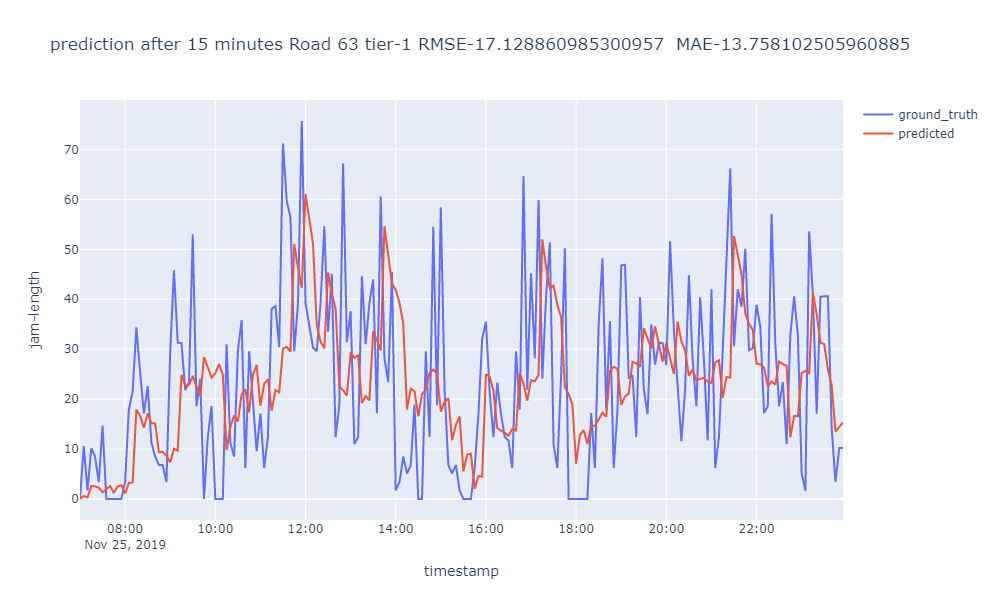 prediction after 15 minutes Road 63 tier-1 RMSE-17.128860985300957  MAE-13.758102505960885
ground_truth
predicted
jam-length
70
60
50
40
30
20
10
0
08:00 10:00 12:00 14:00 16:00 18:00 20:00 22:00
Nov 25, 2019
timestamp